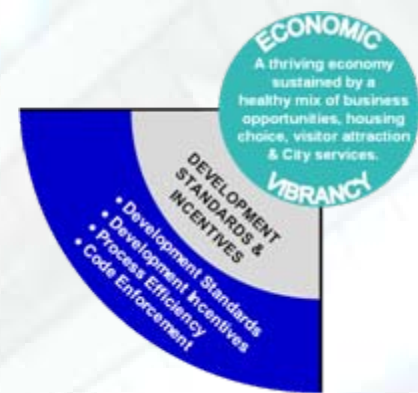 ECONOMIC
A thriving economy
sustained by a
healthy mix of business
opportunities, housing
choice, visitor attraction
& City services.
VIBRANCY
DEVELOPMENT
STANDARDS &
INCENTIVES
• Development Standards
• Development Incentives
• Process Efficiency
• Code Enforcement